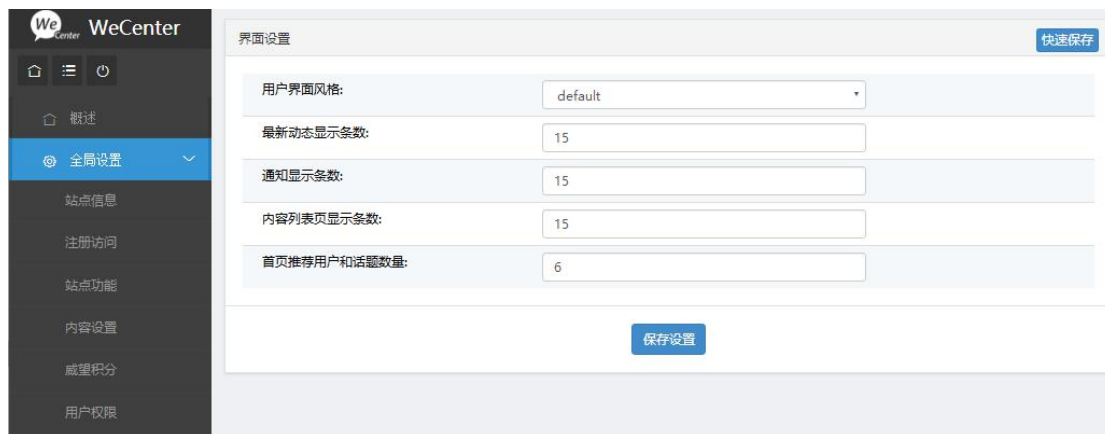 WeCenter WeCenter
概述
全局设置
站点信息
注册访问
站点功能
内容设置
威望积分
用户权限
界面设置
快速保存
用户界面风格:
default
最新动态显示条数:
15
通知显示条数:
15
内容列表页显示条数:
15
首页推荐用户和话题数量:
6
保存设置